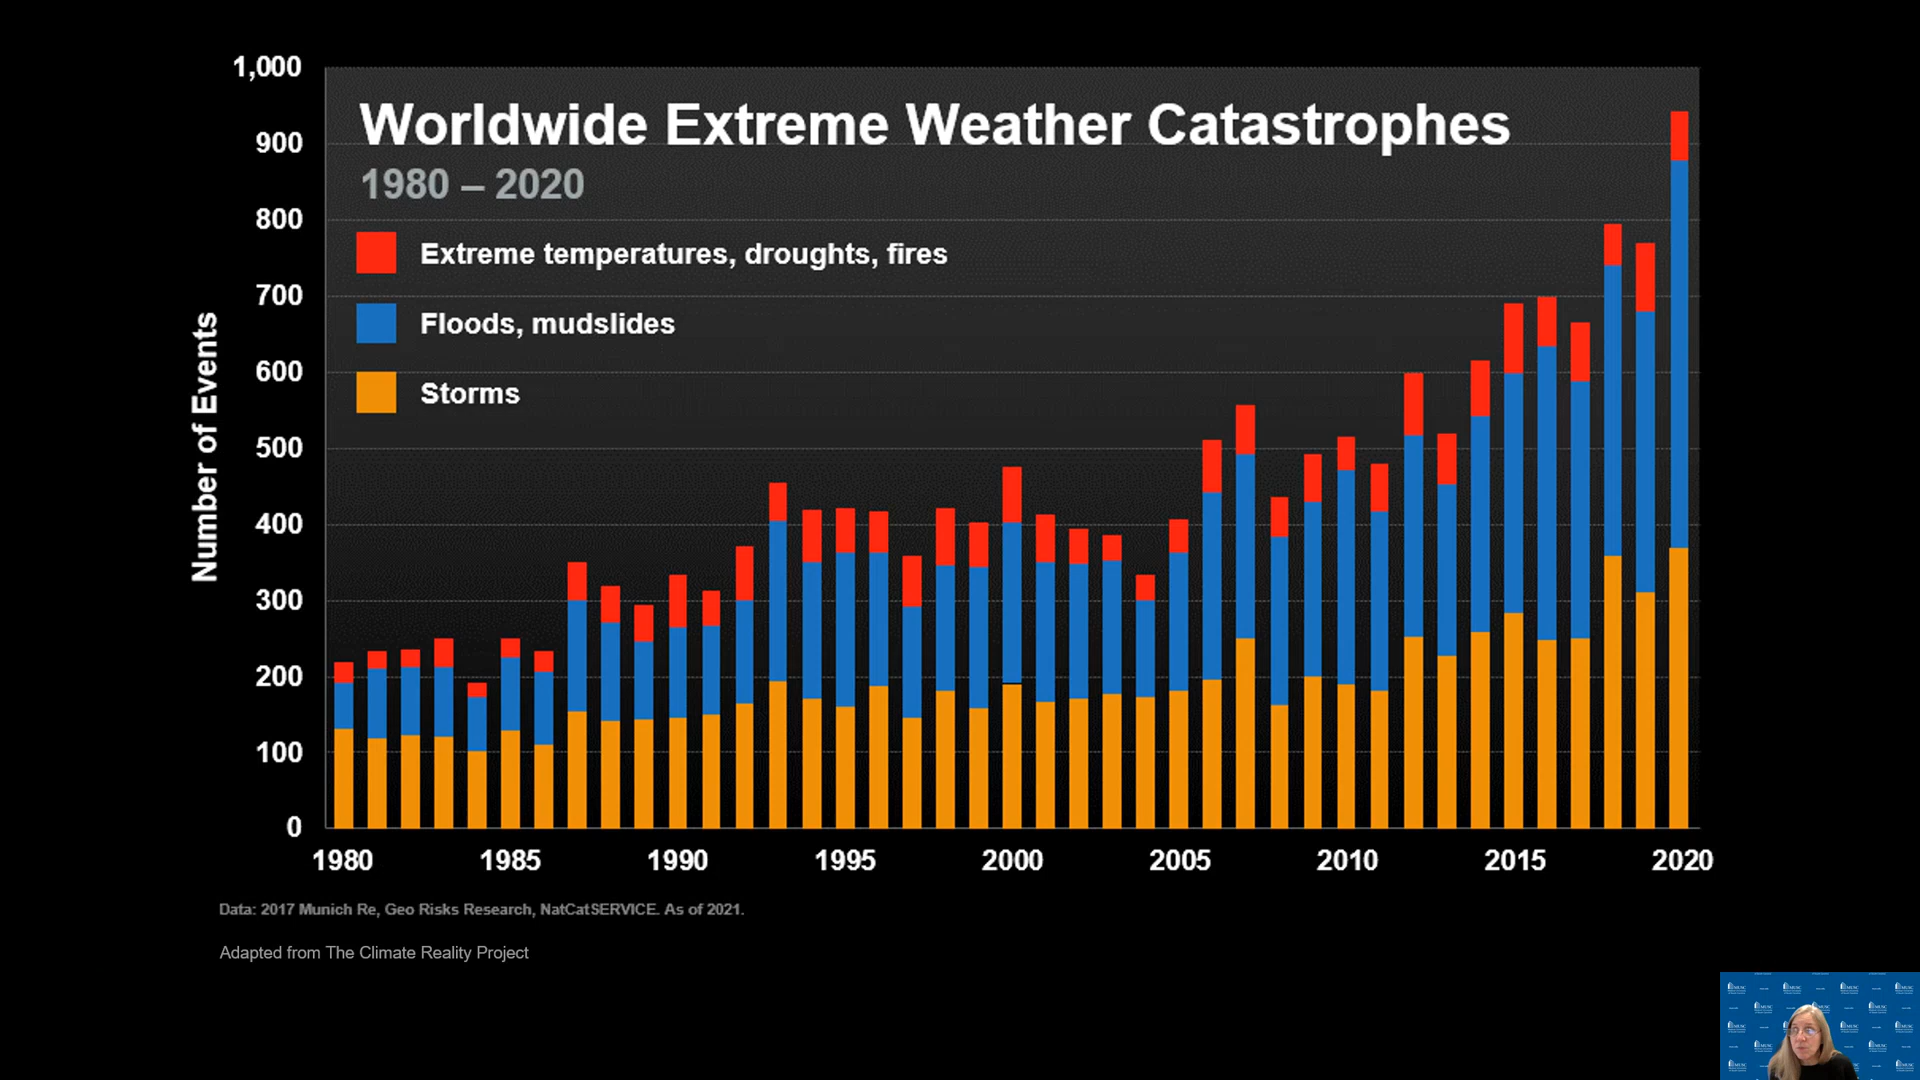 1,000
900
800
700
600
500
400
300
200
100
0
Number of Events
Worldwide Extreme Weather Catastrophes
1980 – 2020
Extreme temperatures, droughts, fires
Floods, mudslides
Storms
1980 1985 1990 1995 2000 2005 2010 2015 2020
Data: 2017 Munich Re, Geo Risks Research, NatCatSERVICE. As of 2021.
Adapted from The Climate Reality Project
MUSC